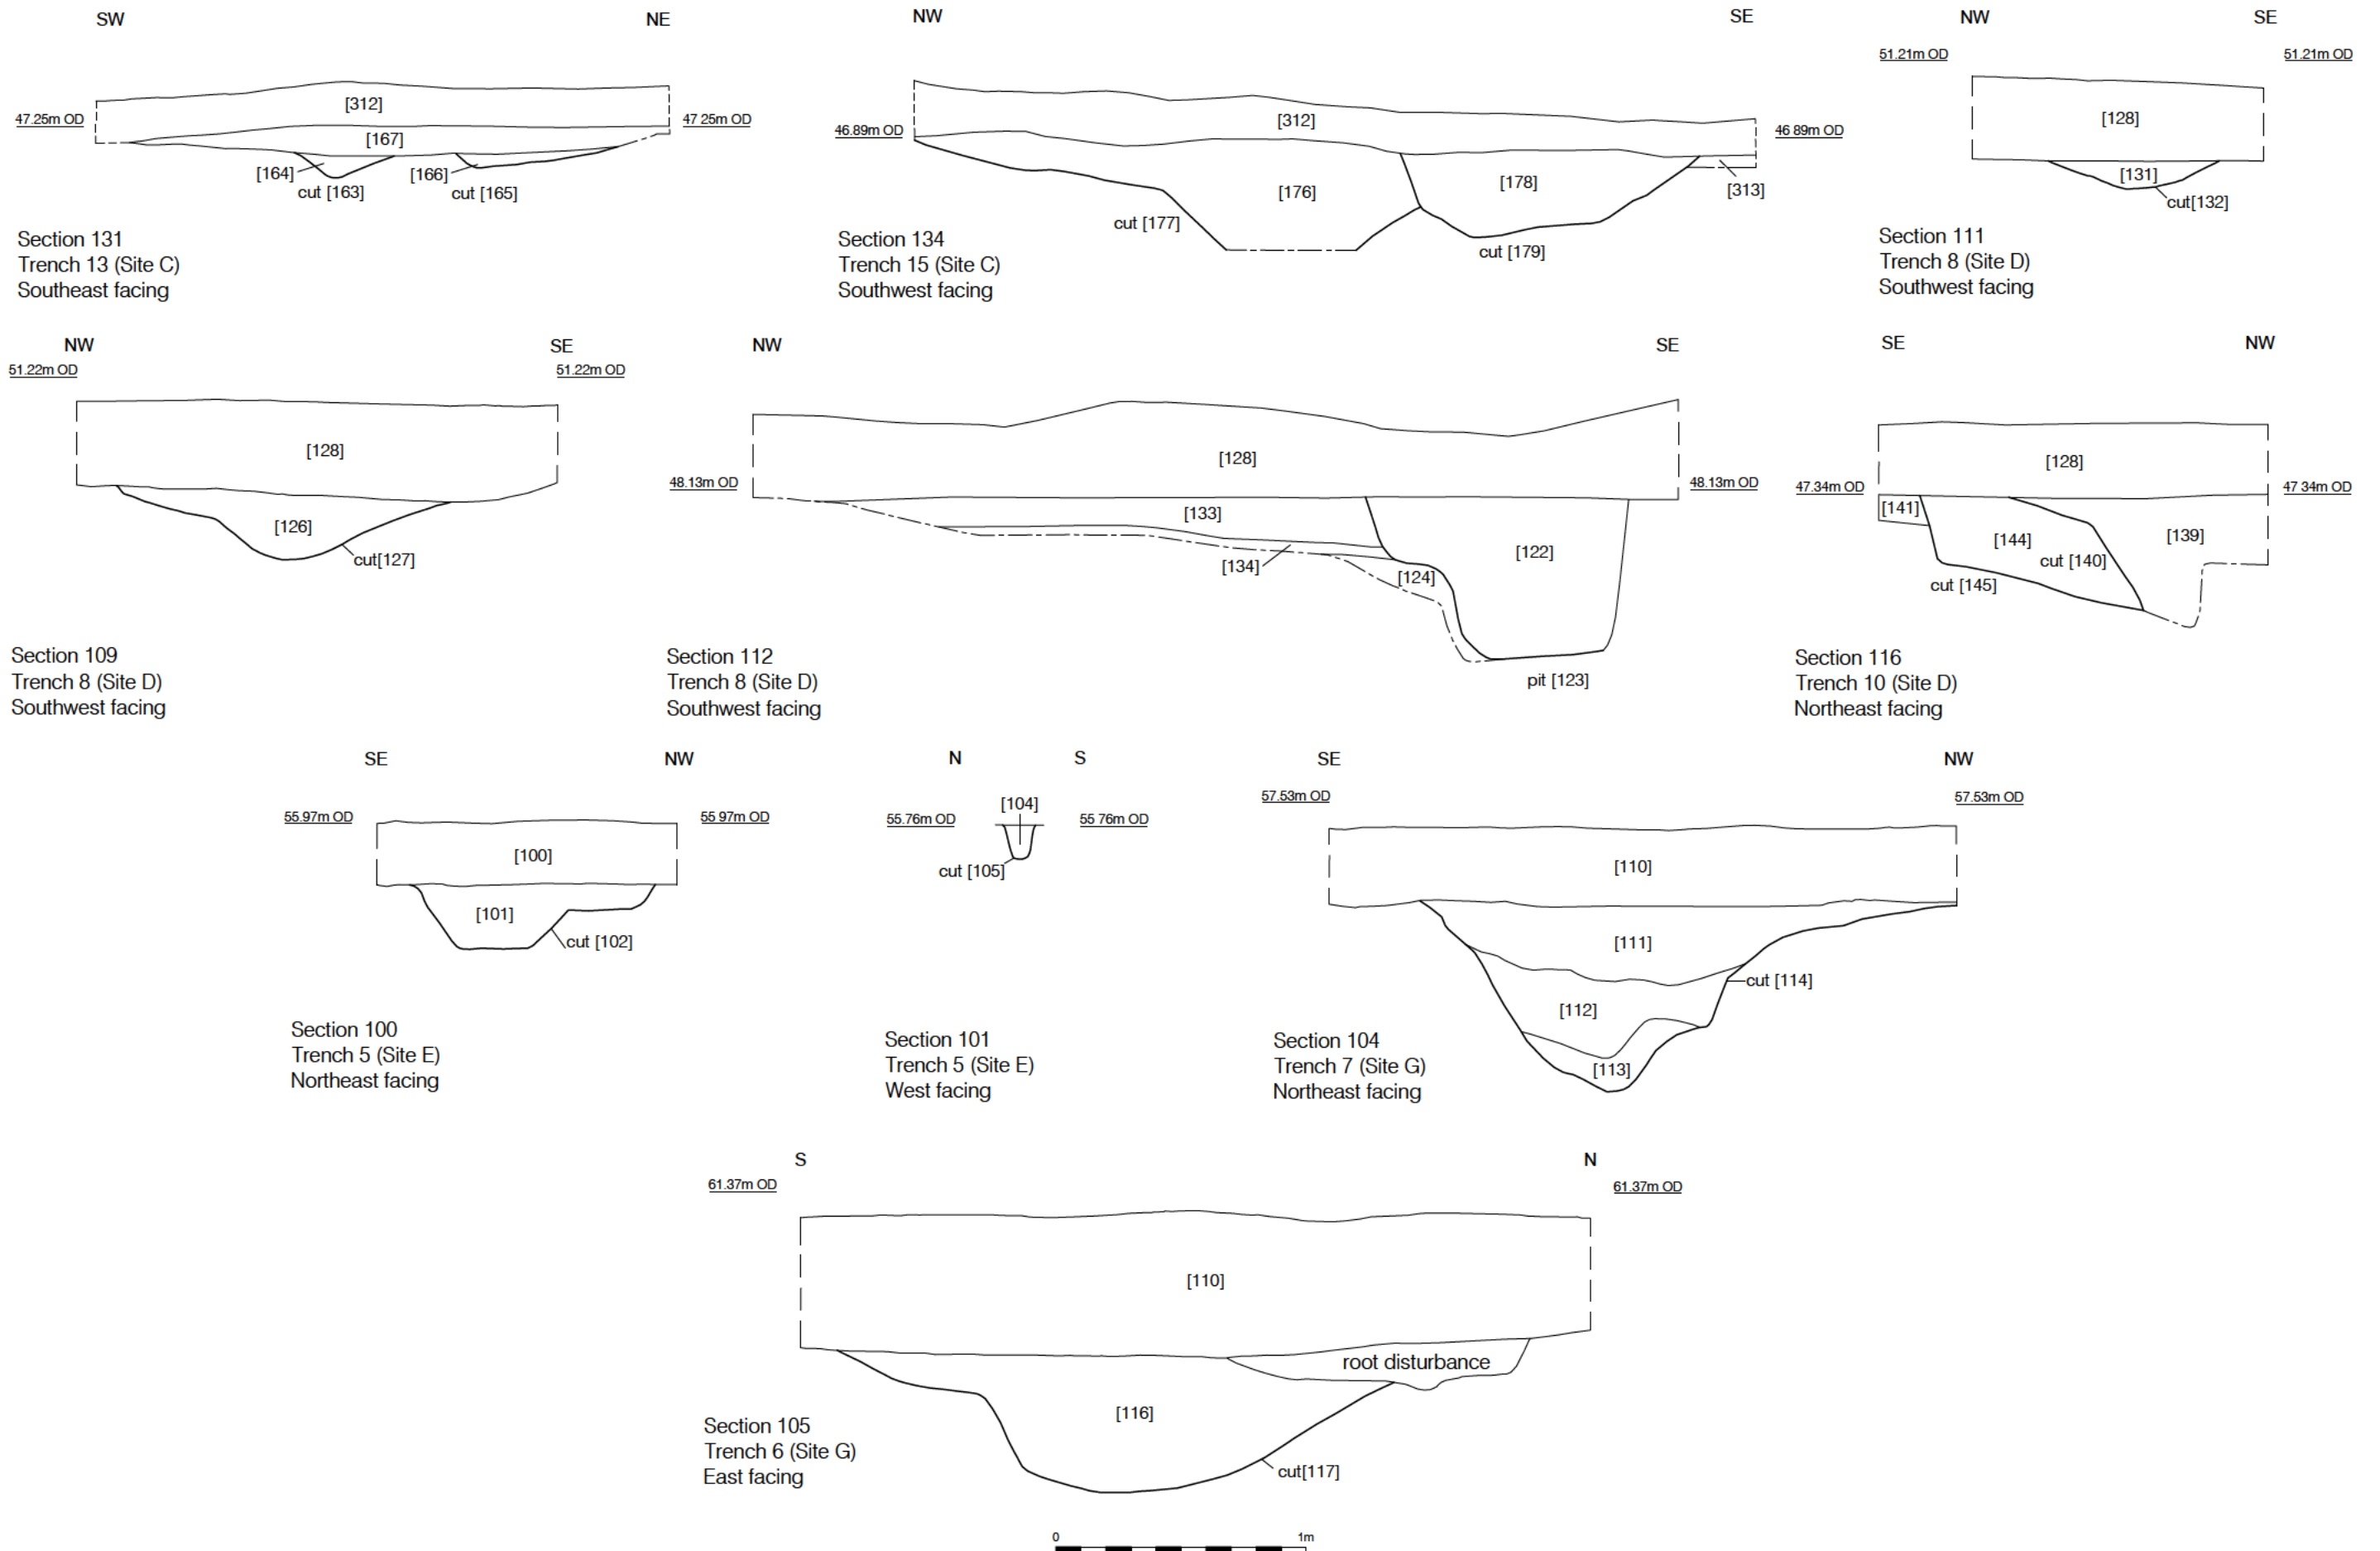 SW NE
[312]
47.25m OD 47 25m OD
[167]
[164] [166]
cut [163] cut [165]
Section 131
Trench 13 (Site C)
Southeast facing
NW SE
[312]
46.89m OD 46 89m OD
[176] [178] [313]
cut [177] cut [179]
Section 134
Trench 15 (Site C)
Southwest facing
NW SE
51.21m OD 51.21m OD
[128]
[131]
cut[132]
Section 111
Trench 8 (Site D)
Southwest facing
NW SE
51.22m OD 51.22m OD
[128]
[126]
cut[127]
Section 109
Trench 8 (Site D)
Southwest facing
NW SE
[128]
48.13m OD 48.13m OD
[133]
[122]
[134] [124]
pit [123]
Section 112
Trench 8 (Site D)
Southwest facing
SE NW
[128]
47.34m OD 47 34m OD
[141]
[144] [139]
cut [140]
cut [145]
Section 116
Trench 10 (Site D)
Northeast facing
SE NW
55.97m OD 55 97m OD
[100]
[101]
cut [102]
Section 100
Trench 5 (Site E)
Northeast facing
N S
[104]
55.76m OD 55 76m OD
cut [105]
Section 101
Trench 5 (Site E)
West facing
SE NW
57.53m OD 57.53m OD
[110]
[111]
cut [114]
[112]
[113]
Section 104
Trench 7 (Site G)
Northeast facing
S N
61.37m OD 61.37m OD
[110]
root disturbance
[116]
cut[117]
Section 105
Trench 6 (Site G)
East facing
0 1m